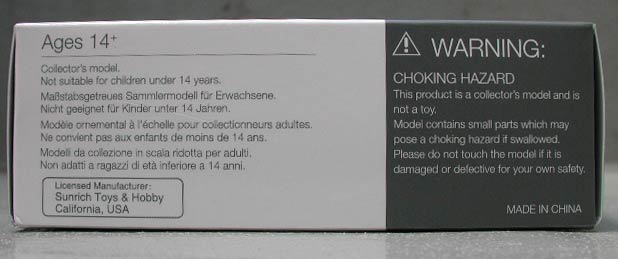 Ages 14+
Collector's model.
Not suitable for children under 14 years.
Maßstabsgetreues Sammlermodell für Erwachsene.
Nicht geeignet für Kinder unter 14 Jahren.
Modèle ornemental à l'échelle pour collectionneurs adultes.
Ne convient pas aux enfants de moins de 14 ans.
Modelli da collezione in scala ridotta per adulti.
Non adatti a ragazzi di età inferiore a 14 anni.
Licensed Manufacturer:
Sunrich Toys & Hobby
California, USA
WARNING:
CHOKING HAZARD
This product is a collector's model and is
not a toy.
Model contains small parts which may
pose a choking hazard if swallowed.
Please do not touch the model if it is
damaged or defective for your own safety.
MADE IN CHINA